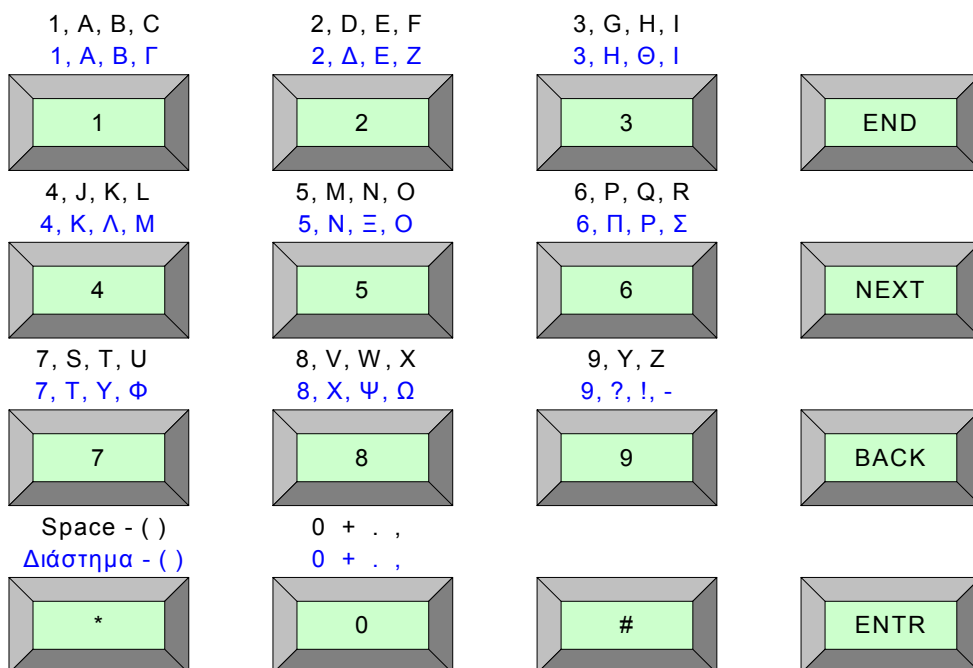 1, A, B, C 2, D, E, F 3, G, H, I
1, Α, Β, Γ 2, Δ, Ε, Ζ 3, Η, Θ, Ι
1 2 3 END
4, J, K, L 5, M, N, O 6, P, Q, R
4, Κ, Λ, Μ 5, Ν, Ξ, Ο 6, Π, Ρ, Σ
4 5 6 NEXT
7, S, T, U 8, V, W, X 9, Y, Z
7, Τ, Υ, Φ 8, Χ, Ψ, Ω 9, ?, !, -
7 8 9 BACK
Space - ( ) 0 + . ,
Διάστημα - ( ) 0 + . ,
* 0 # ENTR